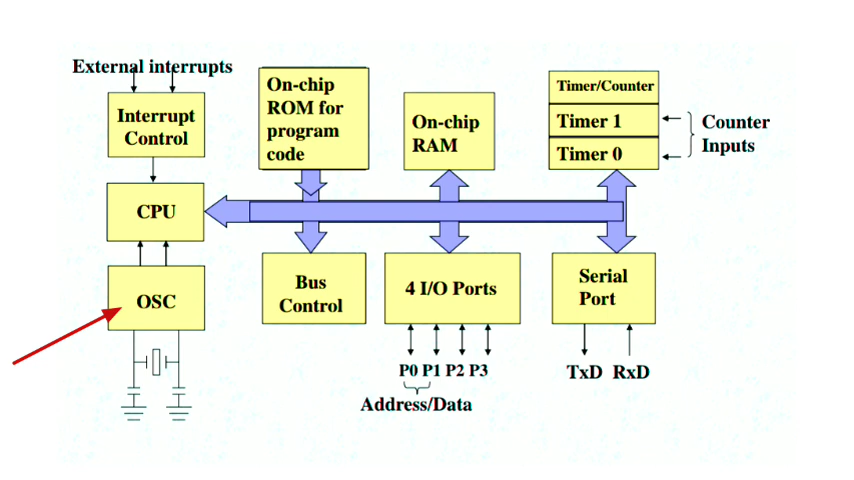 External interrupts
Interrupt
Control
On-chip
ROM for
program
code
On-chip
RAM
Timer/Counter
Timer 1
Timer 0
Counter
Inputs
CPU
OSC
Bus
Control
4 I/O Ports
Serial
Port
P0 P1 P2 P3
Address/Data
TxD RxD